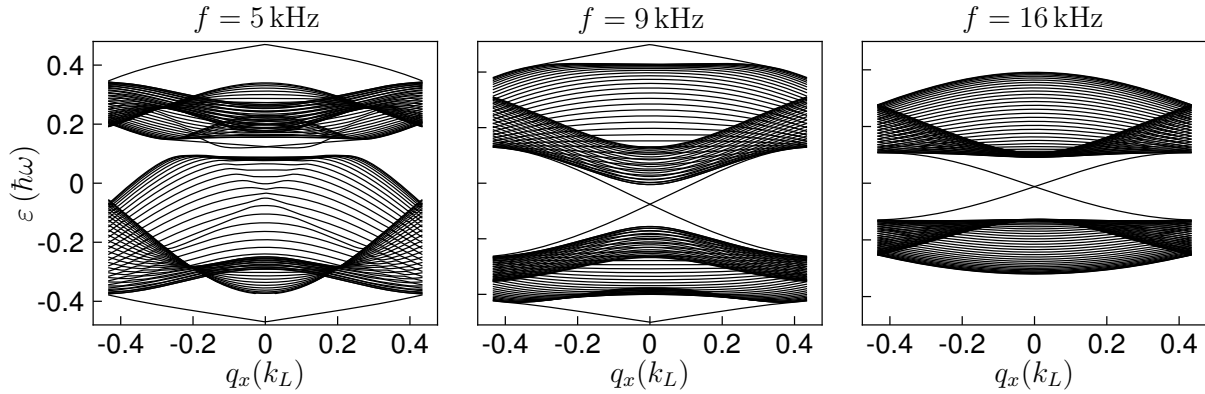 f = 5 kHz
f = 9 kHz
f = 16 kHz
ε (ħω)
0.4
0.2
0
-0.2
-0.4
-0.4 -0.2 0 0.2 0.4
-0.4 -0.2 0 0.2 0.4
-0.4 -0.2 0 0.2 0.4
q_x(k_L)
q_x(k_L)
q_x(k_L)